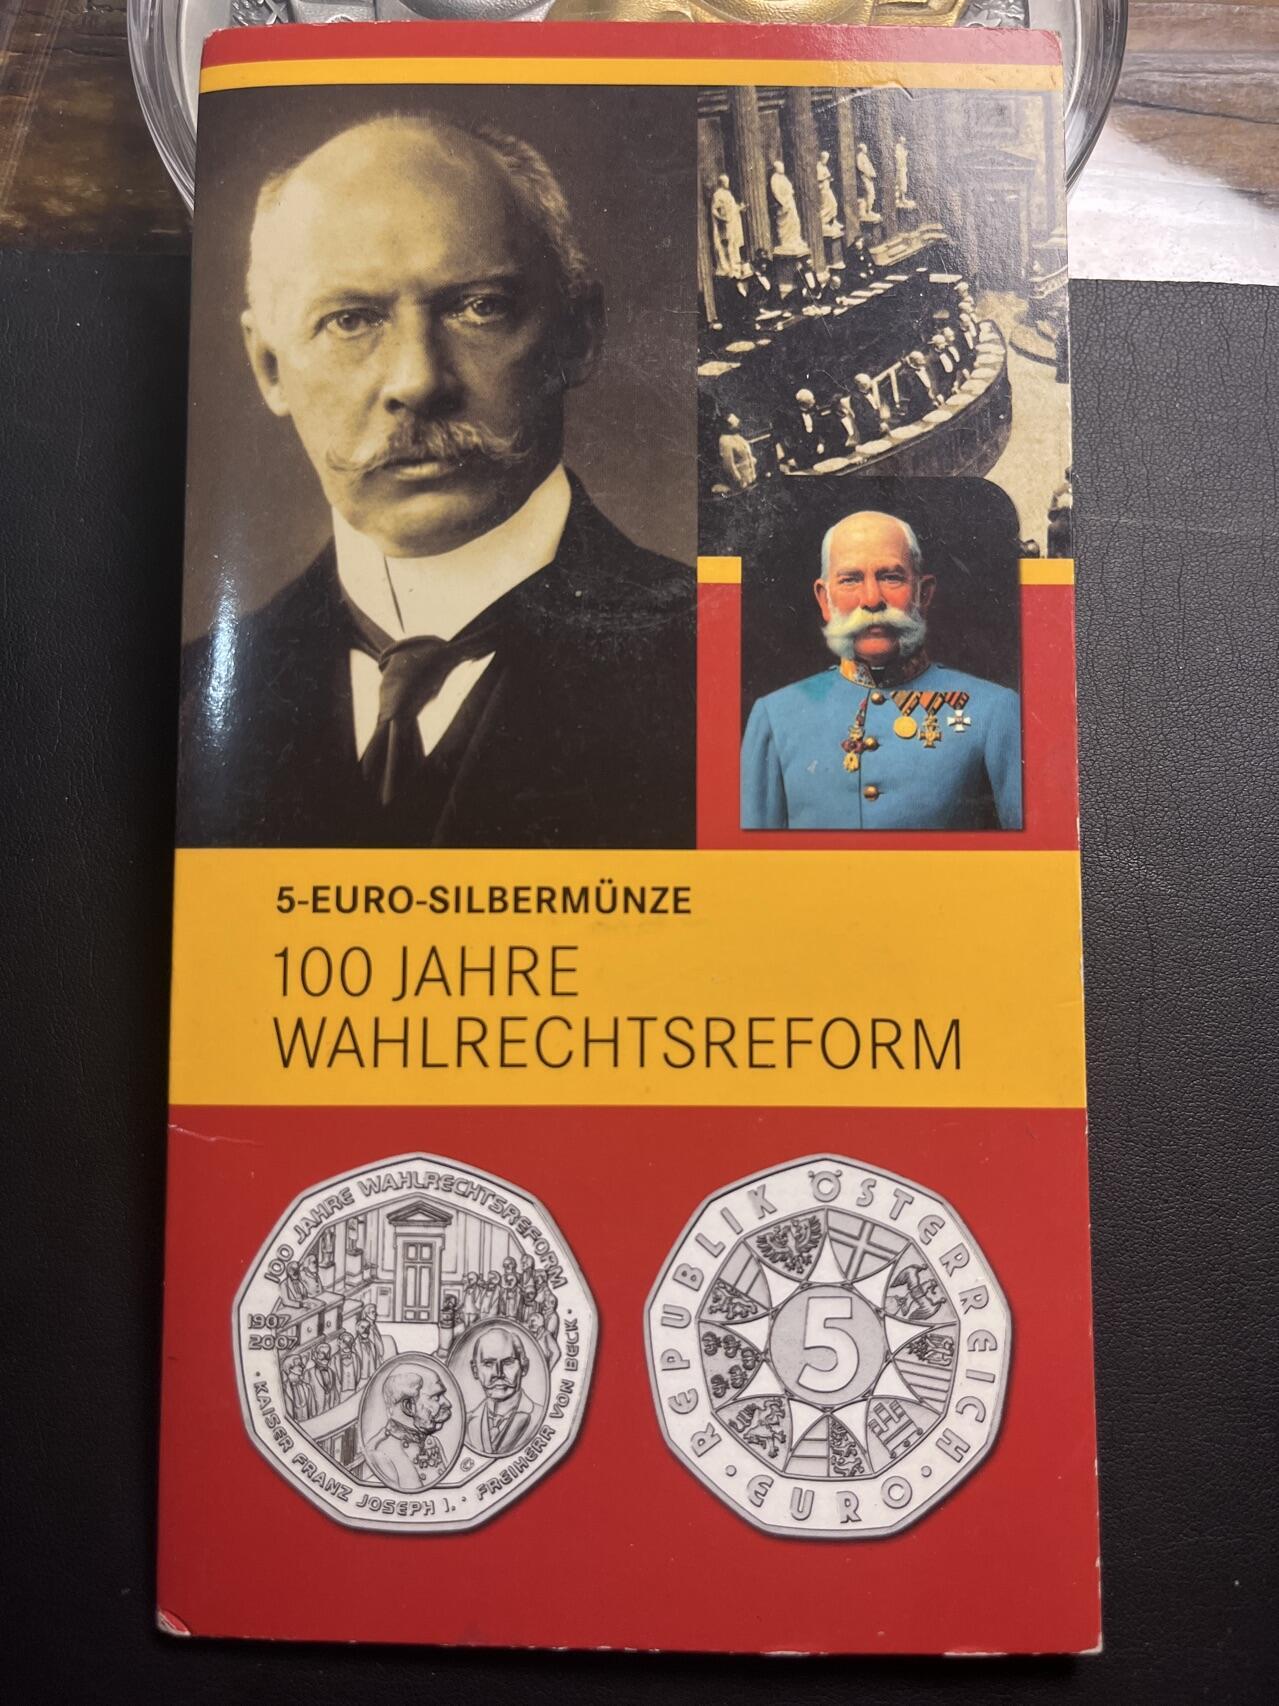 5-EURO-SILBERMÜNZE
100 JAHRE
WAHLRECHTSREFORM
100 JAHRE WAHLRECHTSREFORM
1907
2007
· KAISER FRANZ JOSEPH I. · FREIHERR VON BECK ·
REPUBLIK ÖSTERREICH
· EURO ·
5